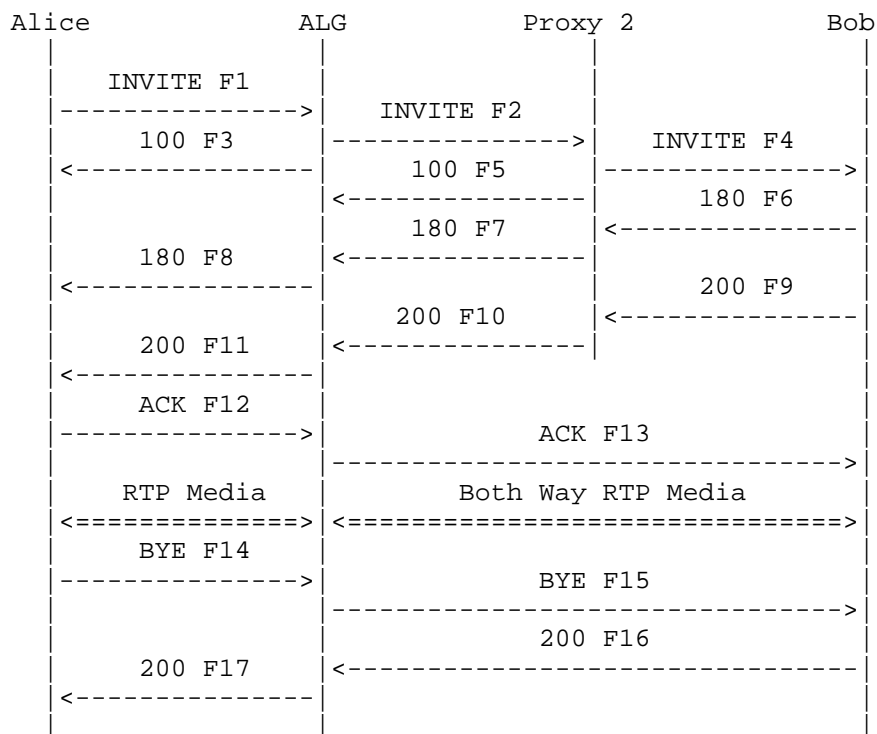 Alice ALG Proxy 2 Bob
INVITE F1
INVITE F2
100 F3 INVITE F4
100 F5
180 F6
180 F7
180 F8
200 F9
200 F10
200 F11
ACK F12
ACK F13
RTP Media Both Way RTP Media
BYE F14
BYE F15
200 F16
200 F17